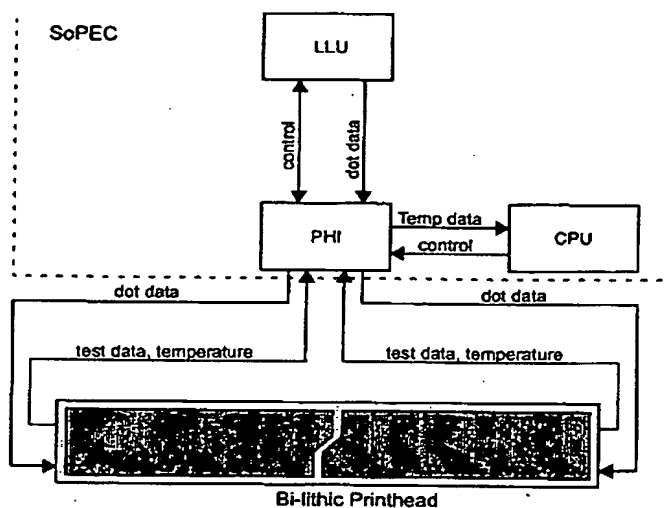 SoPEC
LLU
control
dot data
PHI
Temp data
control
CPU
dot data
dot data
test data, temperature
test data, temperature
Bi-lithic Printhead